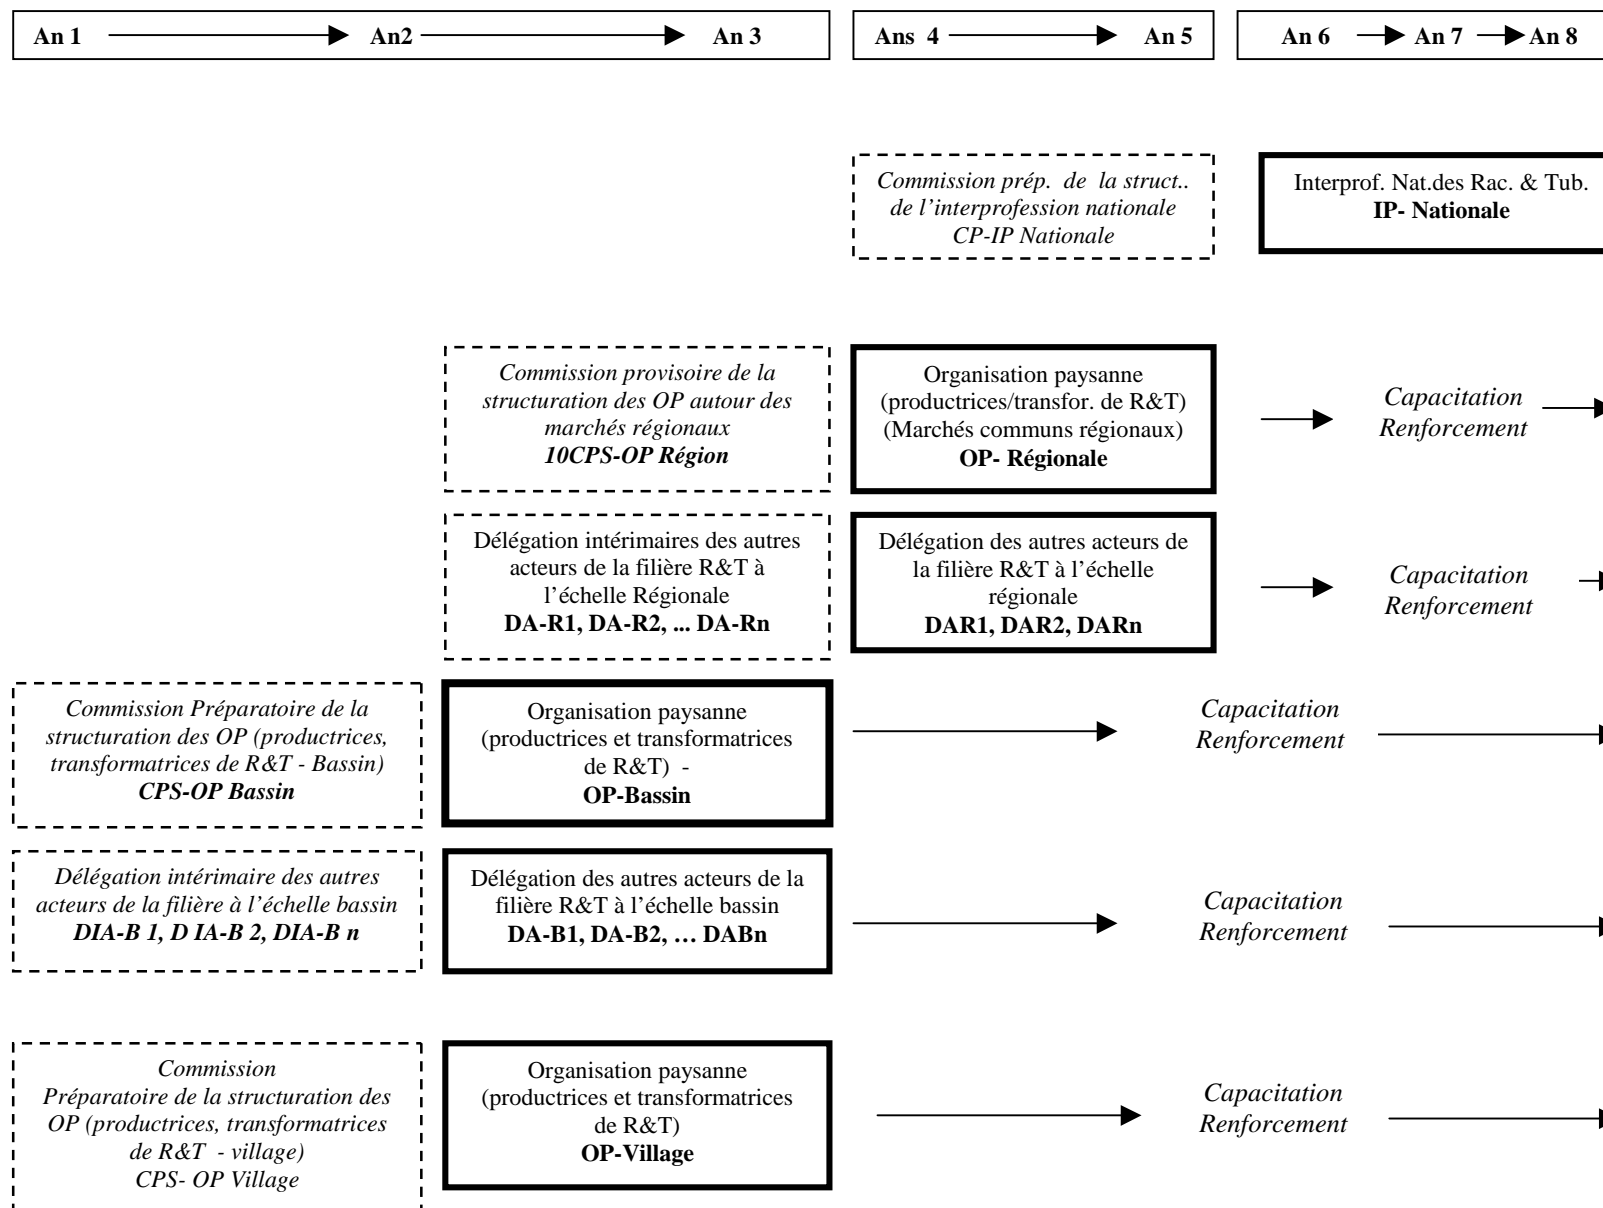 An 1 An2 An 3 Ans 4 An 5 An 6 An 7 An 8
Commission prép. de la struct..
de l’interprofession nationale
CP-IP Nationale
Interprof. Nat.des Rac. & Tub.
IP- Nationale
Commission provisoire de la
structuration des OP autour des
marchés régionaux
10CPS-OP Région
Organisation paysanne
(productrices/transfor. de R&T)
(Marchés communs régionaux)
OP- Régionale
Capacitation
Renforcement
Délégation intérimaires des autres
acteurs de la filière R&T à
l’échelle Régionale
DA-R1, DA-R2, ... DA-Rn
Délégation des autres acteurs de
la filière R&T à l’échelle
régionale
DAR1, DAR2, DARn
Capacitation
Renforcement
Commission Préparatoire de la
structuration des OP (productrices,
transformatrices de R&T - Bassin)
CPS-OP Bassin
Organisation paysanne
(productrices et transformatrices
de R&T) -
OP-Bassin
Capacitation
Renforcement
Délégation intérimaire des autres
acteurs de la filière à l’échelle bassin
DIA-B 1, D IA-B 2, DIA-B n
Délégation des autres acteurs de la
filière R&T à l’échelle bassin
DA-B1, DA-B2, … DABn
Capacitation
Renforcement
Commission
Préparatoire de la structuration des
OP (productrices, transformatrices
de R&T - village)
CPS- OP Village
Organisation paysanne
(productrices et transformatrices
de R&T)
OP-Village
Capacitation
Renforcement